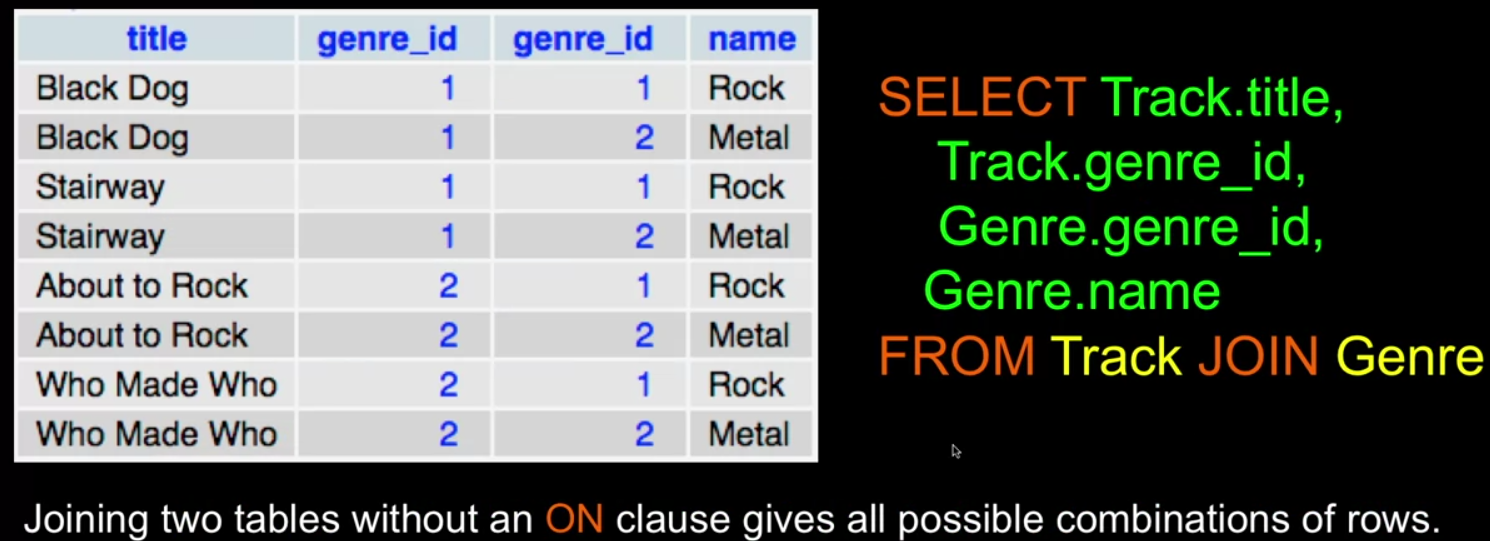 title genre_id genre_id name
Black Dog 1 1 Rock
Black Dog 1 2 Metal
Stairway 1 1 Rock
Stairway 1 2 Metal
About to Rock 2 1 Rock
About to Rock 2 2 Metal
Who Made Who 2 1 Rock
Who Made Who 2 2 Metal
SELECT Track.title,
Track.genre_id,
Genre.genre_id,
Genre.name
FROM Track JOIN Genre
Joining two tables without an ON clause gives all possible combinations of rows.